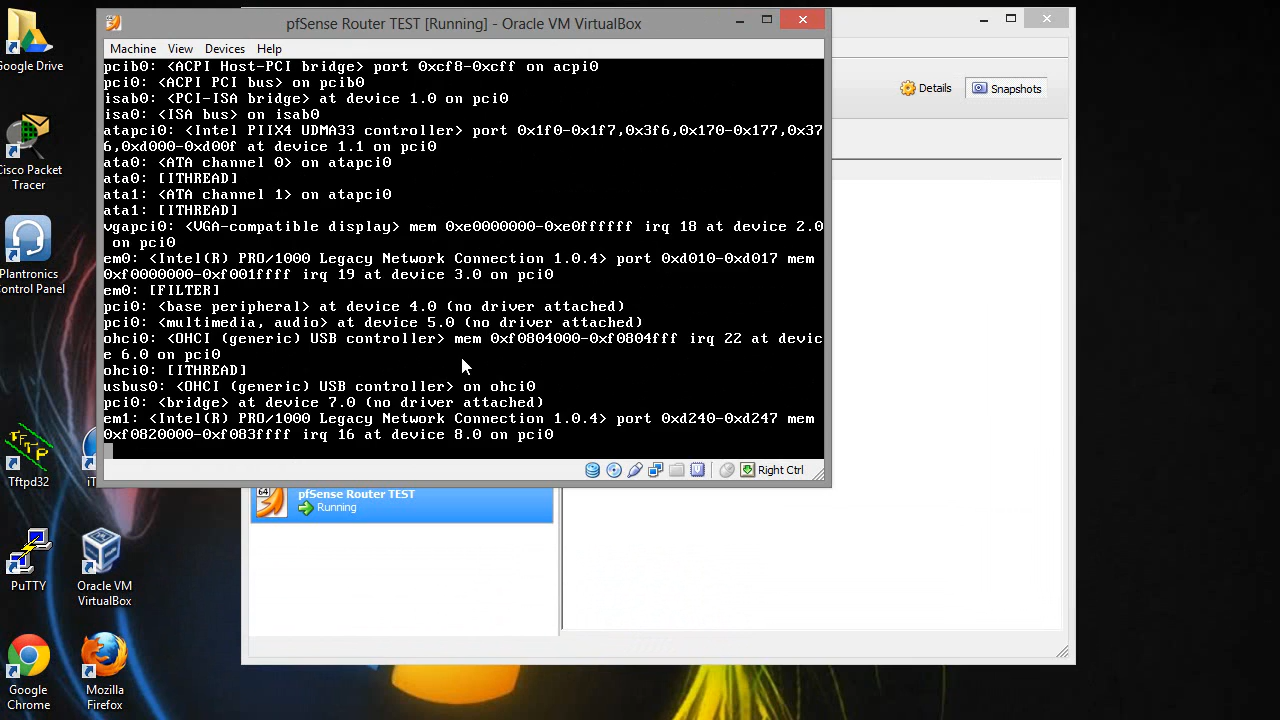 pfSense Router TEST [Running] - Oracle VM VirtualBox
Machine View Devices Help
pcib0: <ACPI Host-PCI bridge> port 0xcf8-0xcff on acpi0
pci0: <ACPI PCI bus> on pcib0
isab0: <PCI-ISA bridge> at device 1.0 on pci0
isa0: <ISA bus> on isab0
atapci0: <Intel PIIX4 UDMA33 controller> port 0x1f0-0x1f7,0x3f6,0x170-0x177,0x37
6,0xd000-0xd00f at device 1.1 on pci0
ata0: <ATA channel 0> on atapci0
ata0: [ITHREAD]
ata1: <ATA channel 1> on atapci0
ata1: [ITHREAD]
vgapci0: <VGA-compatible display> mem 0xe0000000-0xe0ffffff irq 18 at device 2.0
on pci0
em0: <Intel(R) PRO/1000 Legacy Network Connection 1.0.4> port 0xd010-0xd017 mem
0xf0000000-0xf001ffff irq 19 at device 3.0 on pci0
em0: [FILTER]
pci0: <base peripheral> at device 4.0 (no driver attached)
pci0: <multimedia, audio> at device 5.0 (no driver attached)
ohci0: <OHCI (generic) USB controller> mem 0xf0804000-0xf0804fff irq 22 at devic
e 6.0 on pci0
ohci0: [ITHREAD]
usbus0: <OHCI (generic) USB controller> on ohci0
pci0: <bridge> at device 7.0 (no driver attached)
em1: <Intel(R) PRO/1000 Legacy Network Connection 1.0.4> port 0xd240-0xd247 mem
0xf0820000-0xf083ffff irq 16 at device 8.0 on pci0
Right Ctrl
Details Snapshots
64
pfSense Router TEST
Running
Google Drive
Cisco Packet
Tracer
Plantronics
Control Panel
Tftpd32
iT
PuTTY
Oracle VM
VirtualBox
Google
Chrome
Mozilla
Firefox